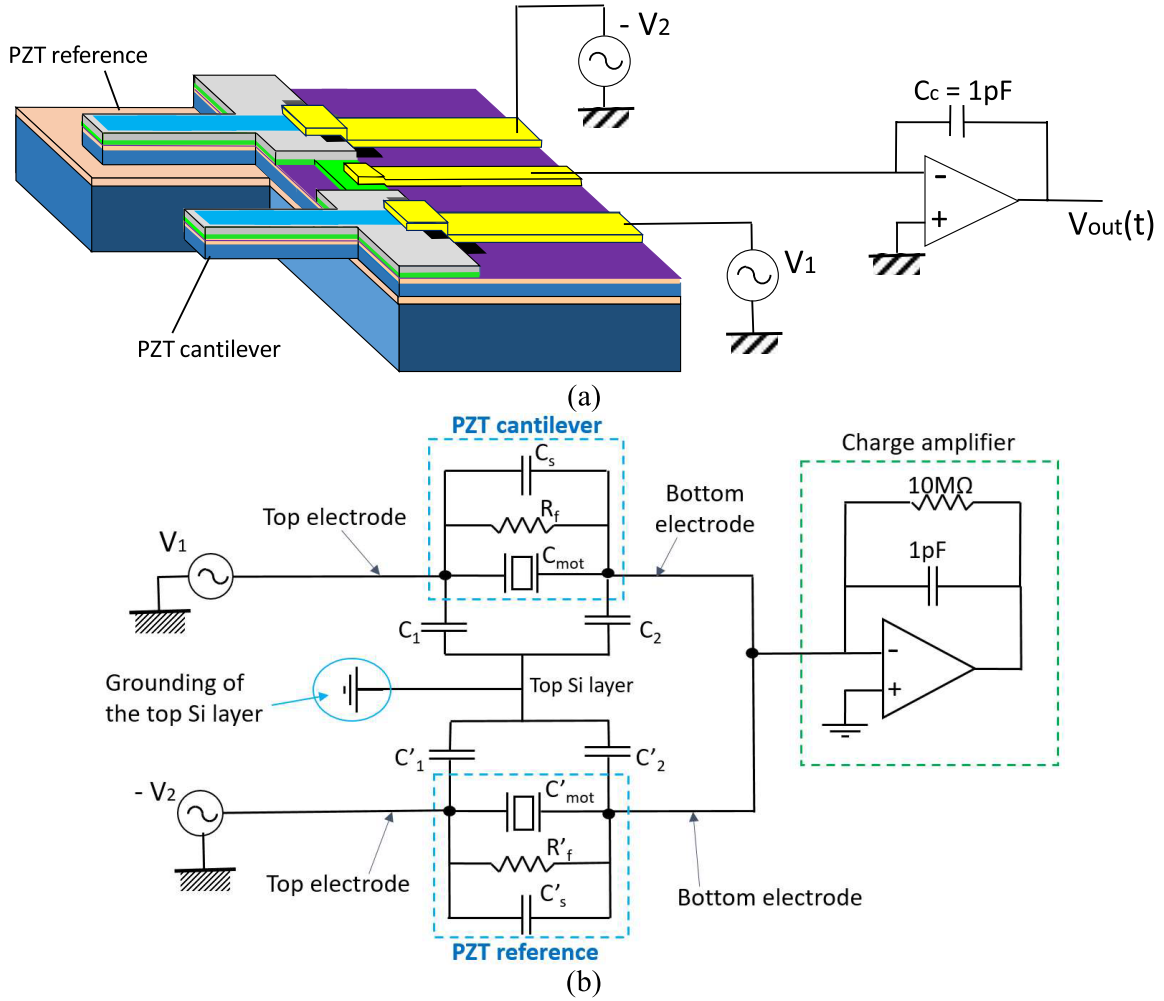 PZT reference
- V2
Cc = 1pF
-
+
Vout(t)
V1
PZT cantilever
(a)
PZT cantilever
Charge amplifier
Cs
10MΩ
Top electrode
Rf
Bottom
electrode
V1
Cmot
1pF
C1
C2
-
+
Grounding of
the top Si layer
Top Si layer
C'1
C'2
- V2
C'mot
R'f
Top electrode
C's
Bottom electrode
PZT reference
(b)